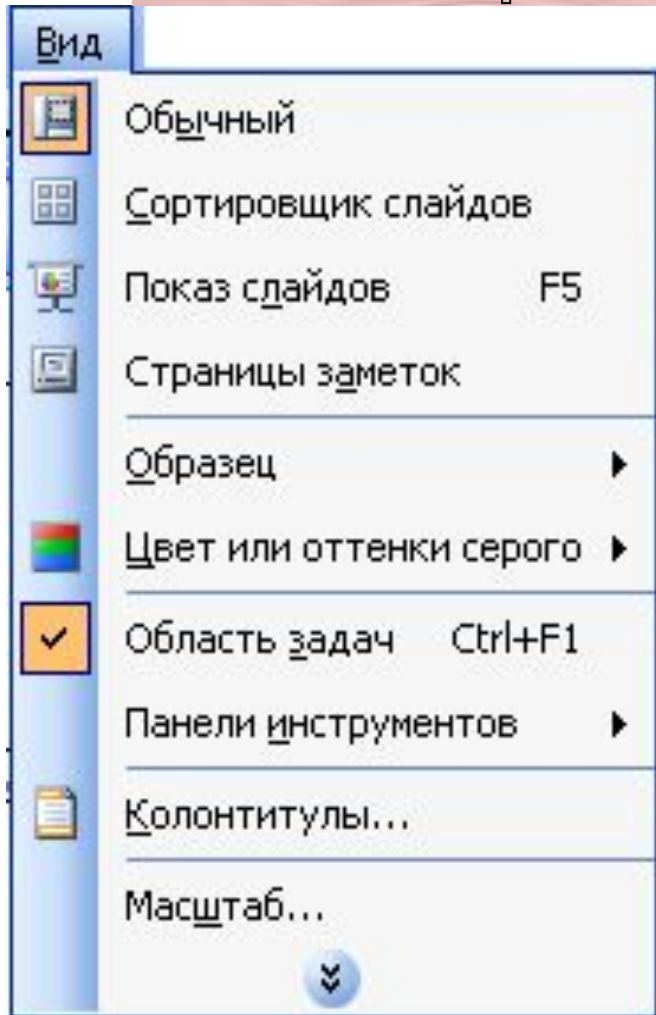 Вид
Обычный
Сортировщик слайдов
Показ слайдов F5
Страницы заметок
Образец
Цвет или оттенки серого
Область задач Ctrl+F1
Панели инструментов
Колонтитулы...
Масштаб...